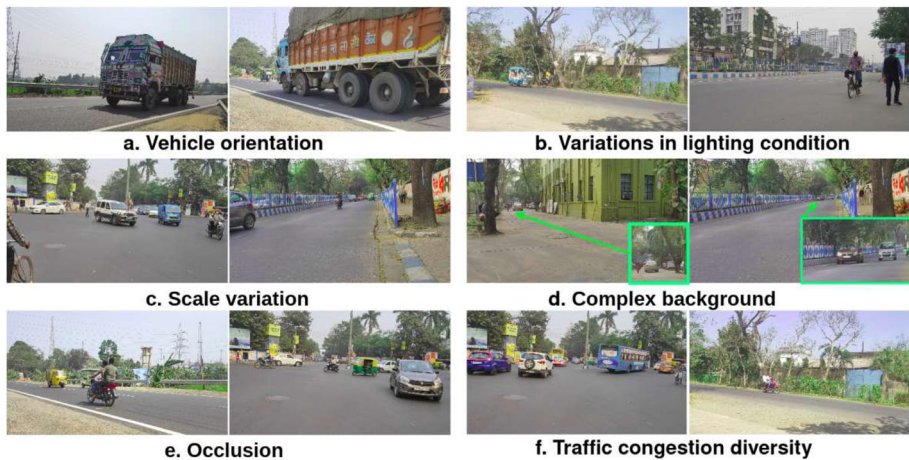 a. Vehicle orientation
b. Variations in lighting condition
c. Scale variation
d. Complex background
e. Occlusion
f. Traffic congestion diversity